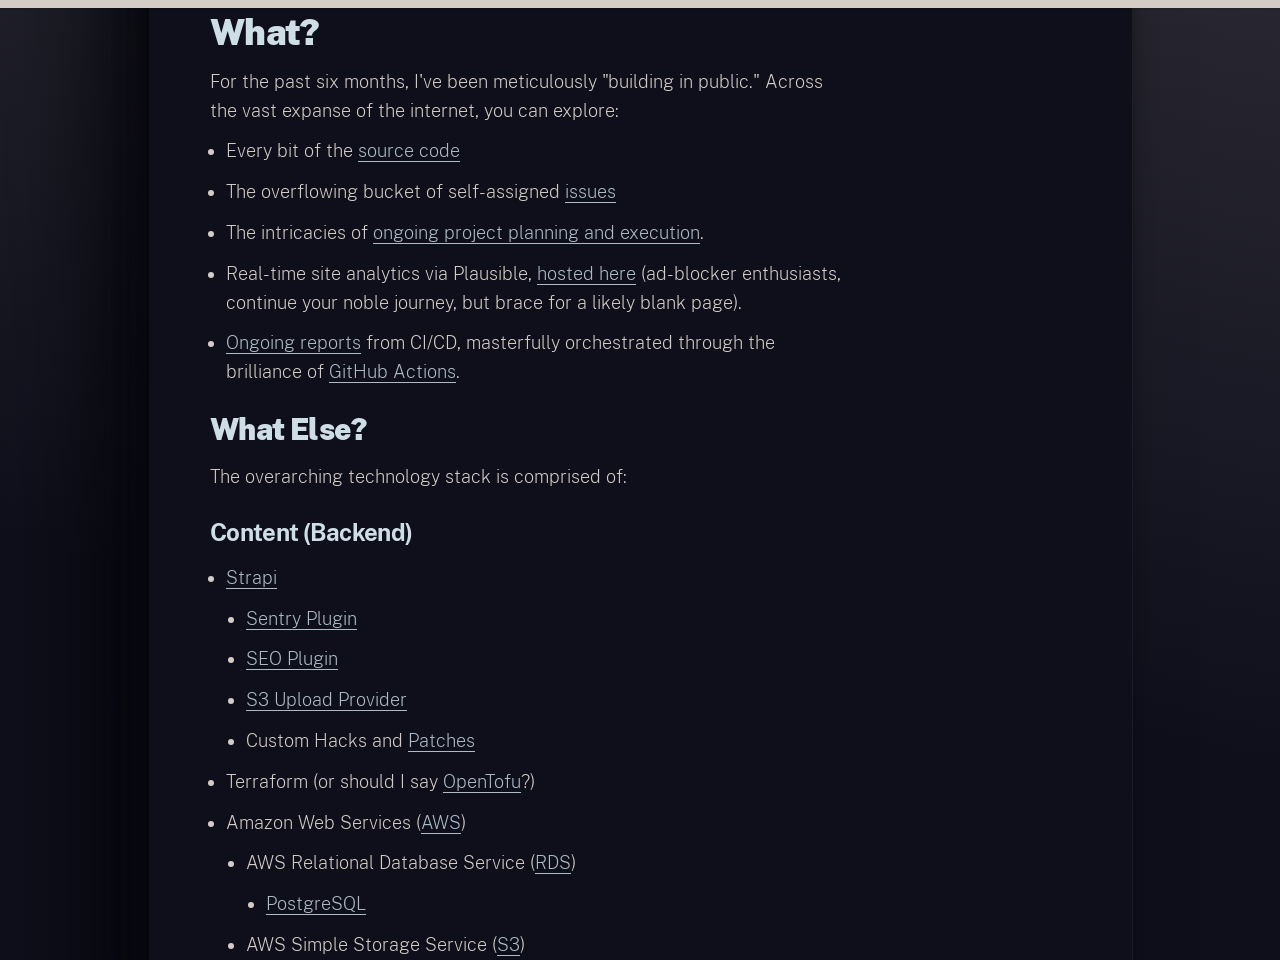 What?
For the past six months, I've been meticulously "building in public." Across
the vast expanse of the internet, you can explore:
Every bit of the source code
The overflowing bucket of self-assigned issues
The intricacies of ongoing project planning and execution.
Real-time site analytics via Plausible, hosted here (ad-blocker enthusiasts,
continue your noble journey, but brace for a likely blank page).
Ongoing reports from CI/CD, masterfully orchestrated through the
brilliance of GitHub Actions.
What Else?
The overarching technology stack is comprised of:
Content (Backend)
Strapi
Sentry Plugin
SEO Plugin
S3 Upload Provider
Custom Hacks and Patches
Terraform (or should I say OpenTofu?)
Amazon Web Services (AWS)
AWS Relational Database Service (RDS)
PostgreSQL
AWS Simple Storage Service (S3)